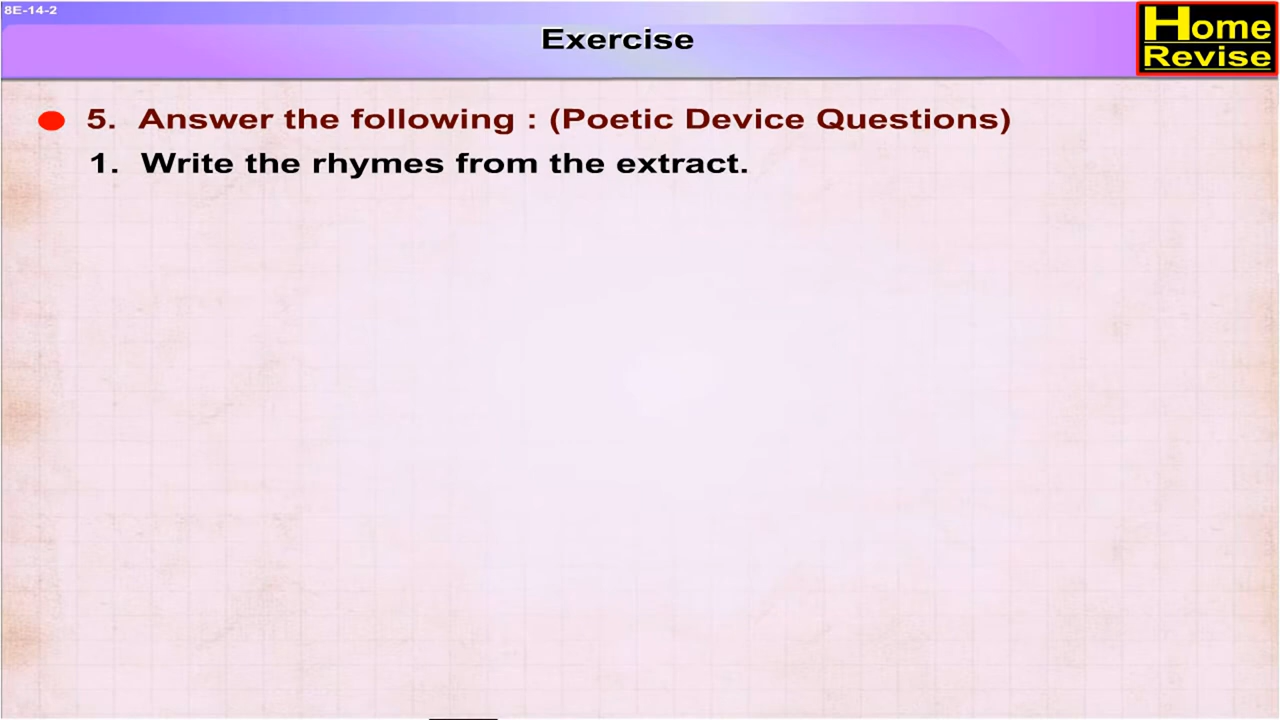 8E-14-2
Exercise
Home
Revise
5. Answer the following : (Poetic Device Questions)
1. Write the rhymes from the extract.